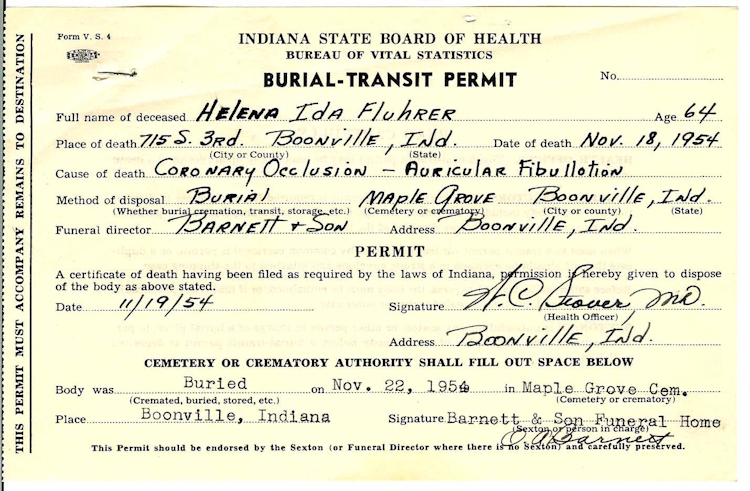 Form V. S. 4
INDIANA STATE BOARD OF HEALTH
BUREAU OF VITAL STATISTICS
BURIAL-TRANSIT PERMIT
No.
Full name of deceased HELENA Ida Fluhrer Age 64
Place of death 715 S. 3rd. Boonville, Ind. Date of death Nov. 18, 1954
(City or County) (State)
Cause of death Coronary Occlusion – Auricular Fibullotion
Method of disposal Burial Maple Grove Boonville, Ind.
(Whether burial, cremation, transit, storage, etc.) (Cemetery or crematory) (City or county) (State)
Funeral director Barnett & Son Address Boonville, Ind.
PERMIT
A certificate of death having been filed as required by the laws of Indiana, permission is hereby given to dispose
of the body as above stated.
Date 11/19/54 Signature W. C. Stover, MD.
(Health Officer)
Address Boonville, Ind.
CEMETERY OR CREMATORY AUTHORITY SHALL FILL OUT SPACE BELOW
Body was Buried on Nov. 22, 1954 in Maple Grove Cem.
(Cremated, buried, stored, etc.) (Cemetery or crematory)
Place Boonville, Indiana Signature Barnett & Son Funeral Home
(Sexton or person in charge)
Barnett
This Permit should be endorsed by the Sexton (or Funeral Director where there is no Sexton) and carefully preserved.
THIS PERMIT MUST ACCOMPANY REMAINS TO DESTINATION